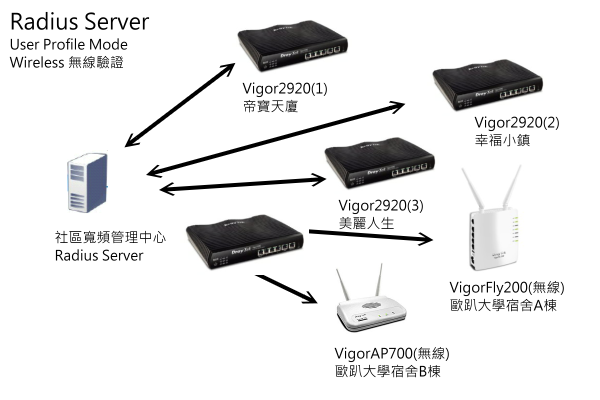 Radius Server
User Profile Mode
Wireless 無線驗證
Vigor2920(1)
帝寶天廈
Vigor2920(2)
幸福小鎮
Vigor2920(3)
美麗人生
社區寬頻管理中心
Radius Server
VigorFly200(無線)
歐趴大學宿舍A棟
VigorAP700(無線)
歐趴大學宿舍B棟